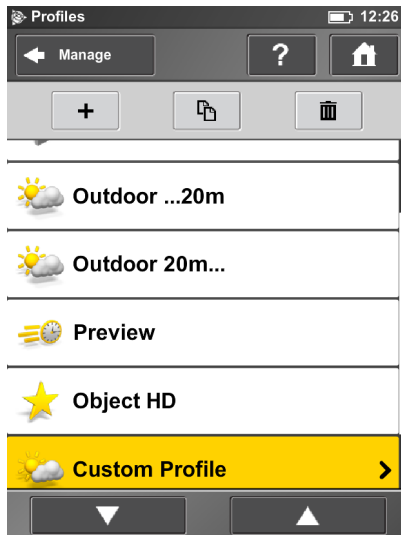 Profiles 12:26
Manage ?
+
Outdoor ...20m
Outdoor 20m...
Preview
Object HD
Custom Profile